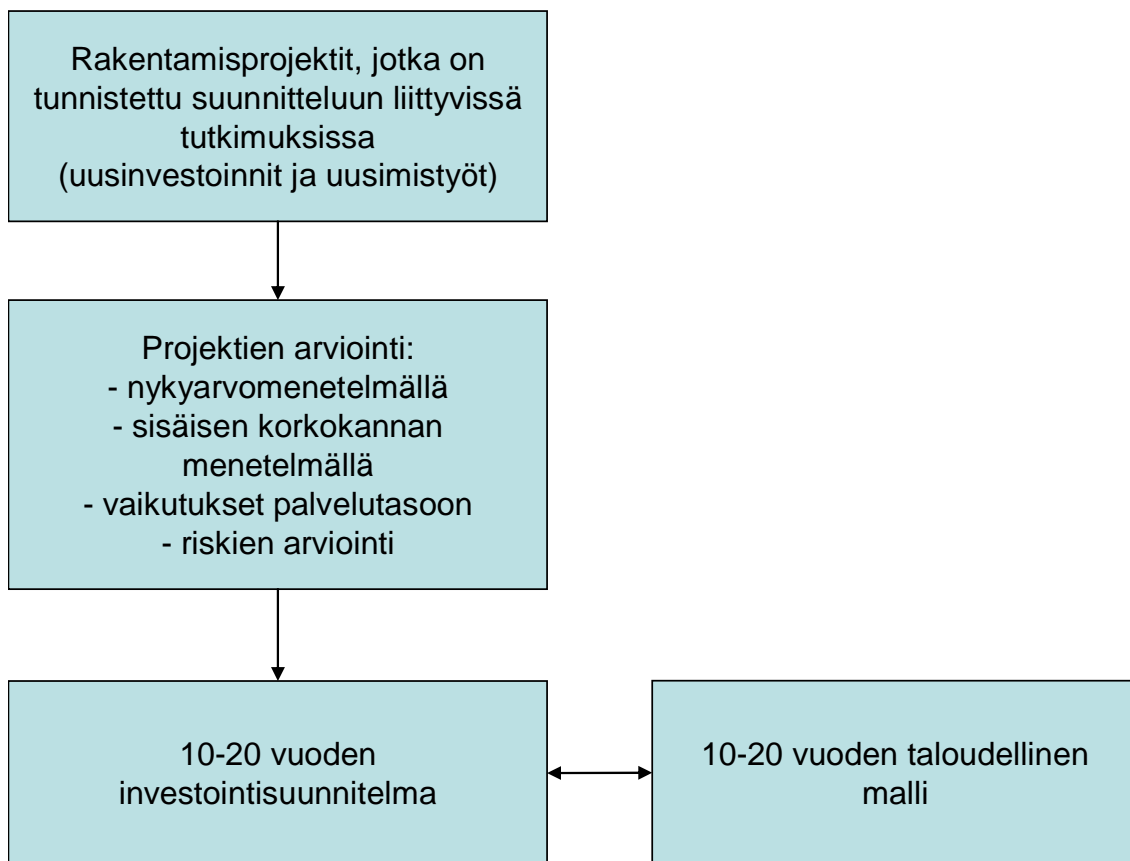 Rakentamisprojektit, jotka on
tunnistettu suunnitteluun liittyvissä
tutkimuksissa
(uusinvestoinnit ja uusimistyöt)
Projektien arviointi:
- nykyarvomenetelmällä
- sisäisen korkokannan
menetelmällä
- vaikutukset palvelutasoon
- riskien arviointi
10-20 vuoden
investointisuunnitelma
10-20 vuoden taloudellinen
malli